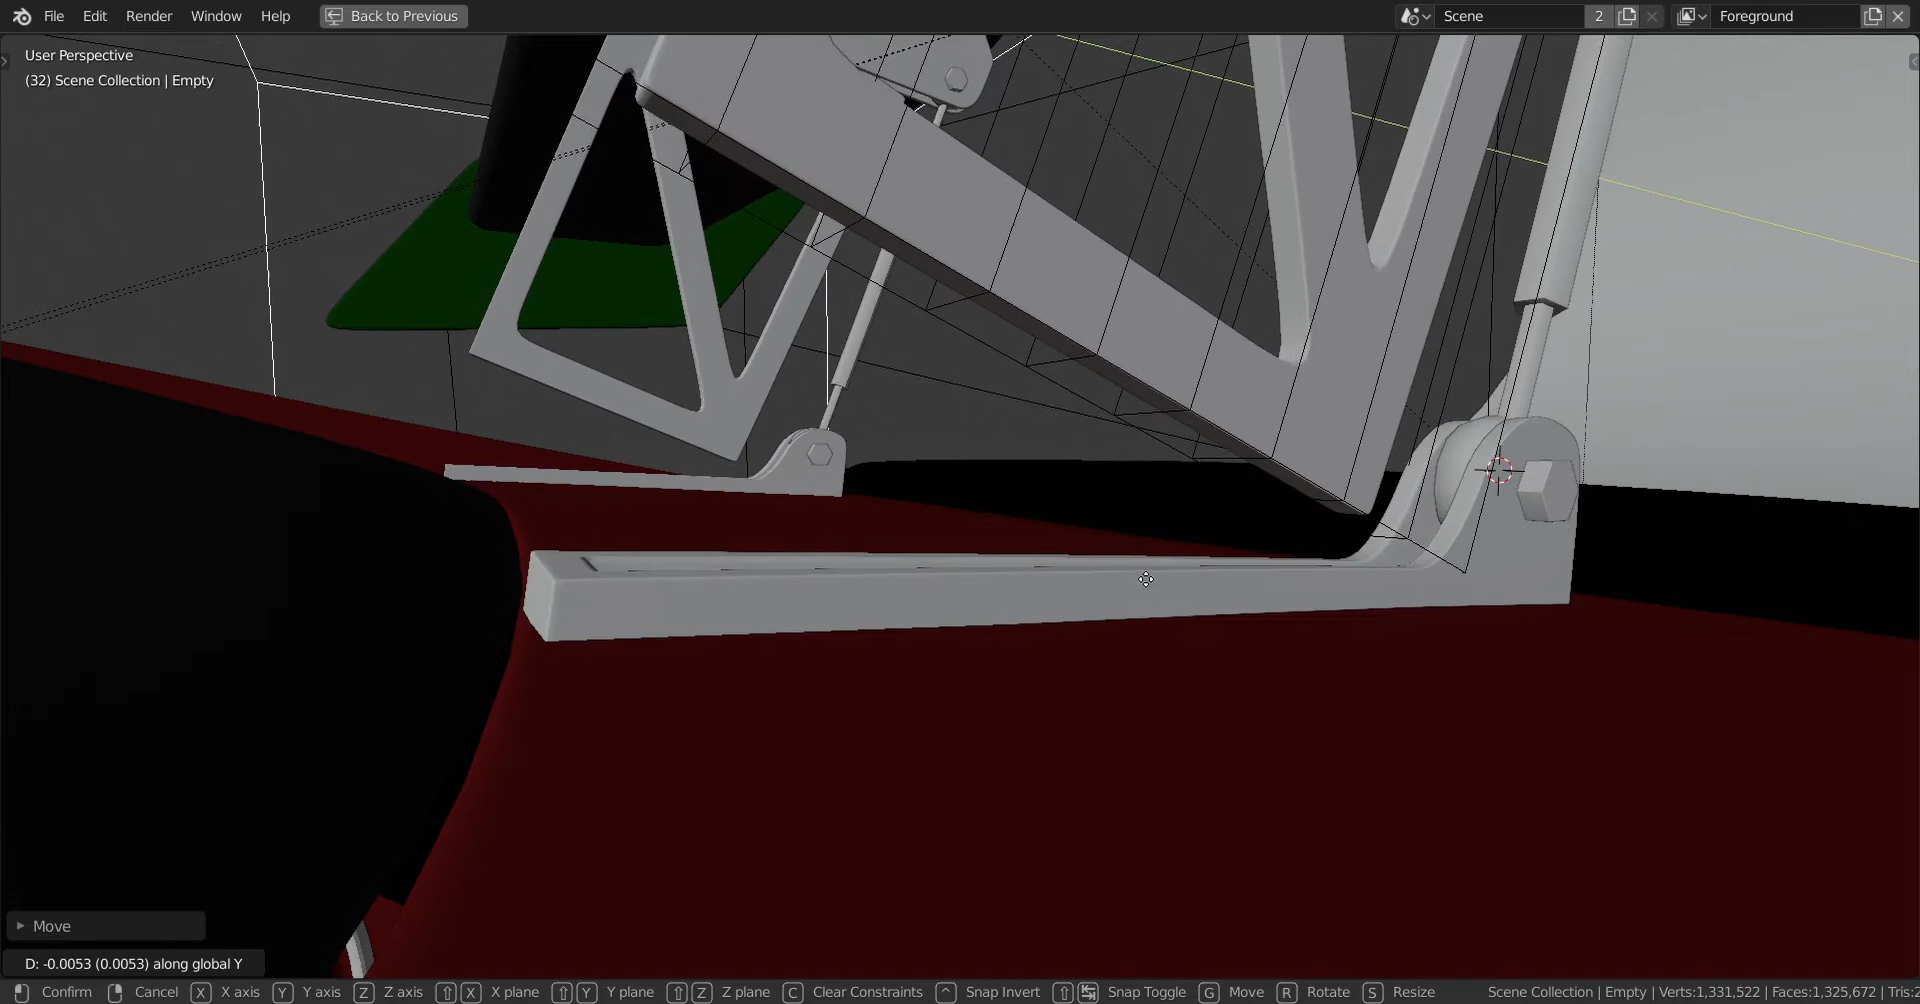 File Edit Render Window Help Back to Previous Scene 2 Foreground
User Perspective
(32) Scene Collection | Empty
Move
D: -0.0053 (0.0053) along global Y
Confirm Cancel X X axis Y Y axis Z Z axis X X plane Y Y plane Z Z plane C Clear Constraints Snap Invert Snap Toggle G Move R Rotate S Resize Scene Collection | Empty | Verts:1,331,522 | Faces:1,325,672 | Tris:2